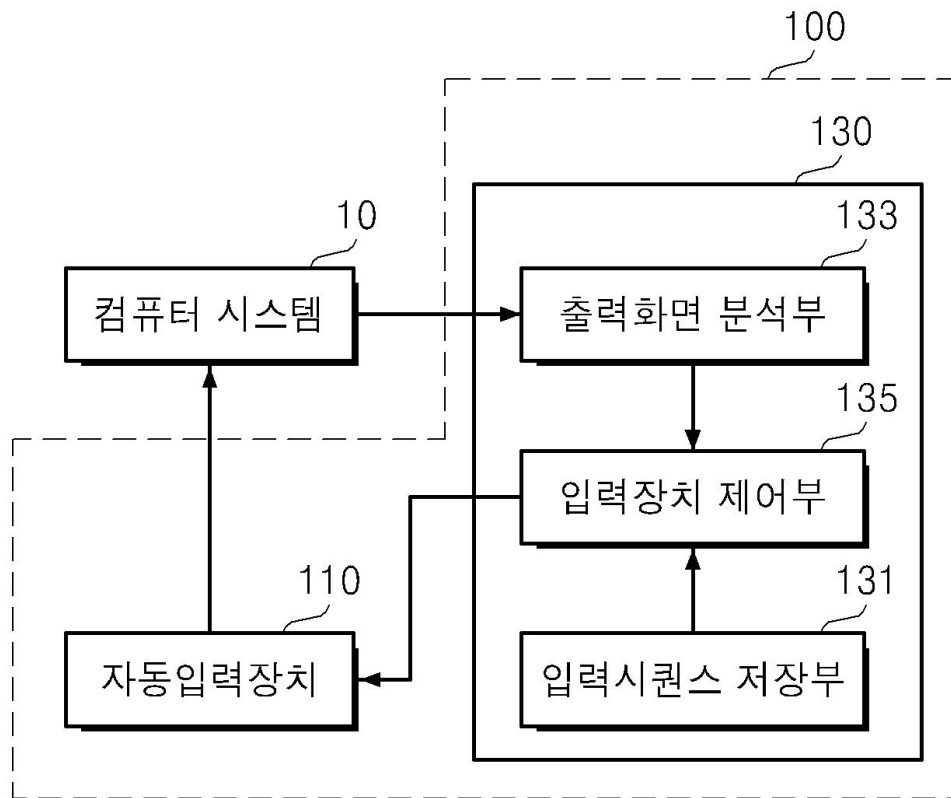 100
130
10
133
컴퓨터 시스템
출력화면 분석부
135
입력장치 제어부
110
131
자동입력장치
입력시퀀스 저장부